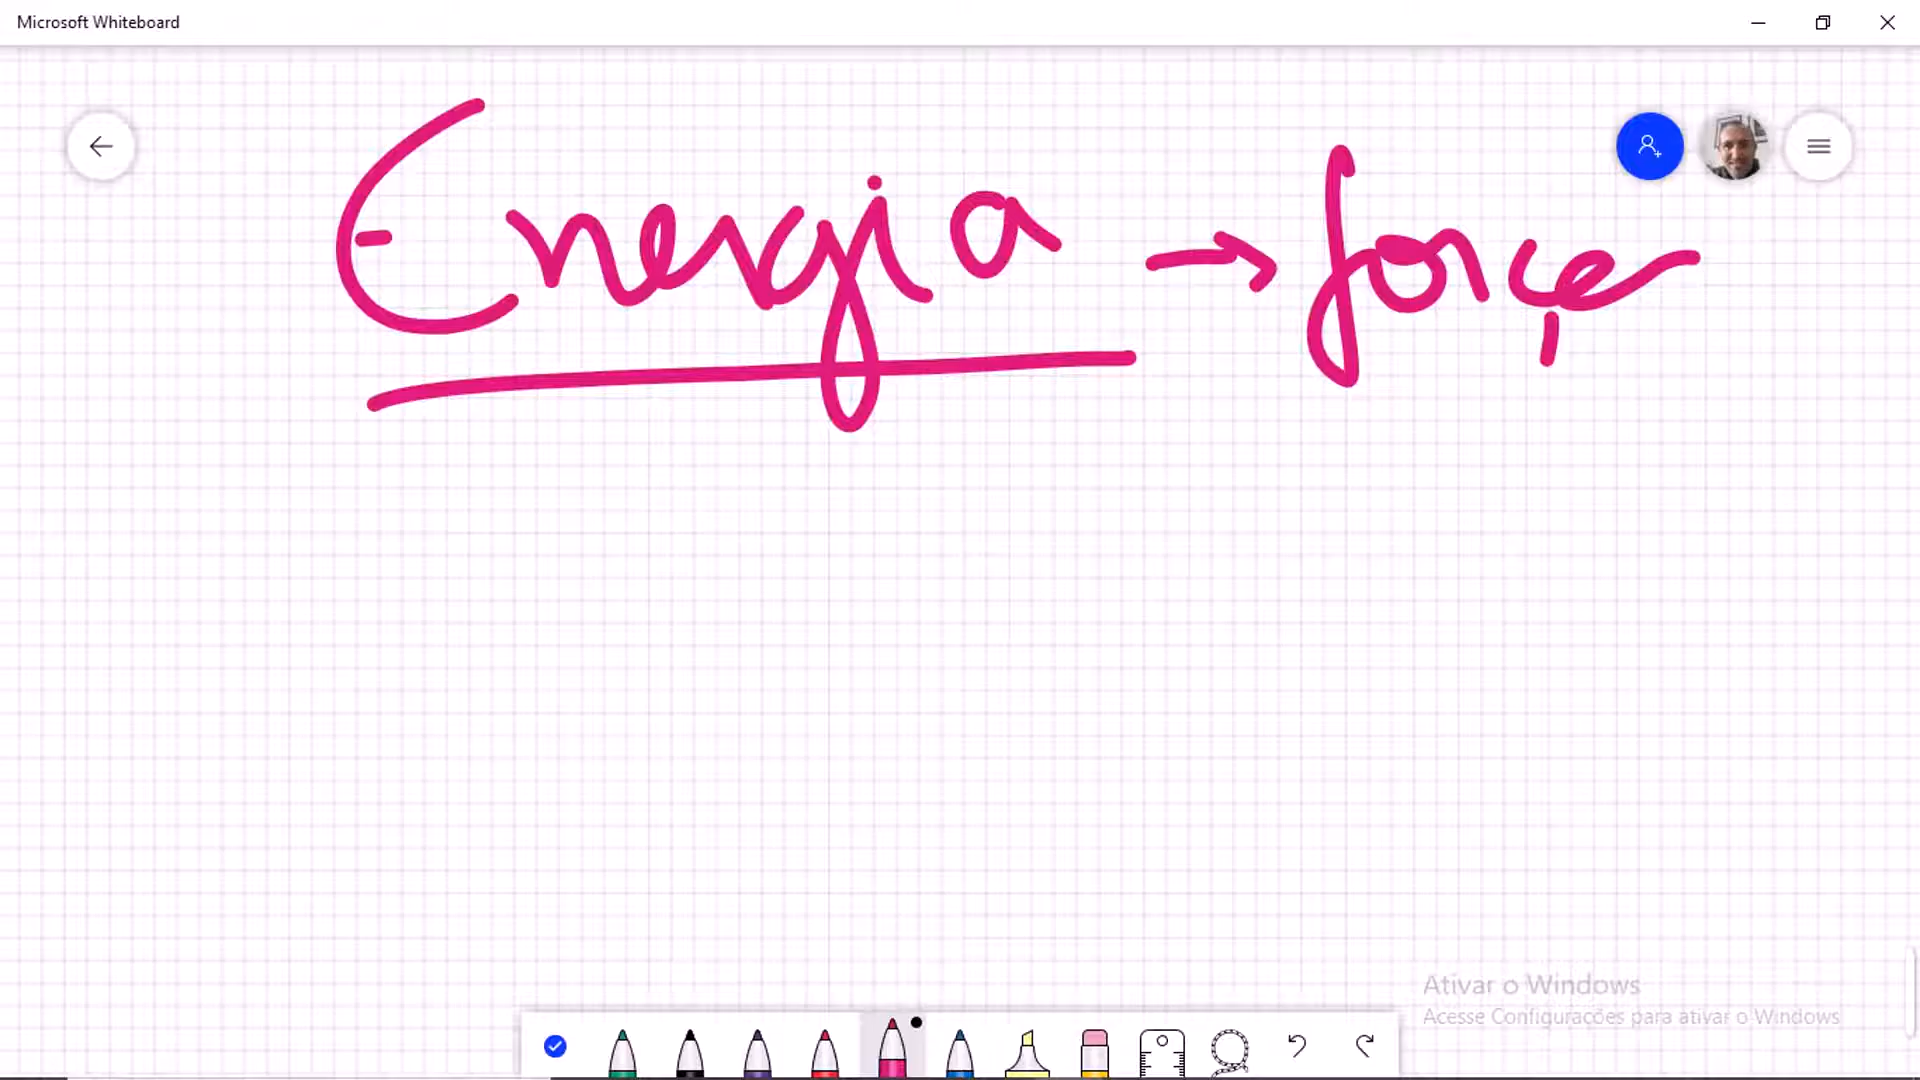 Microsoft Whiteboard
Energia → força
Ativar o Windows
Acesse Configurações para ativar o Windows